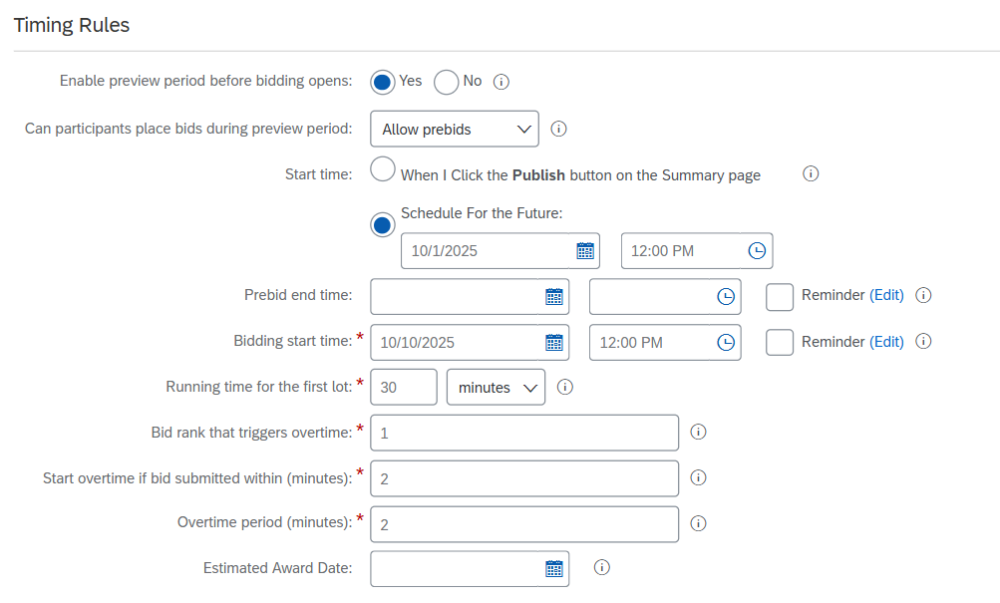 Timing Rules
Enable preview period before bidding opens: Yes No
Can participants place bids during preview period: Allow prebids
Start time: When I Click the Publish button on the Summary page
Schedule For the Future:
10/1/2025 12:00 PM
Prebid end time: Reminder (Edit)
Bidding start time: * 10/10/2025 12:00 PM Reminder (Edit)
Running time for the first lot: * 30 minutes
Bid rank that triggers overtime: * 1
Start overtime if bid submitted within (minutes): * 2
Overtime period (minutes): * 2
Estimated Award Date: